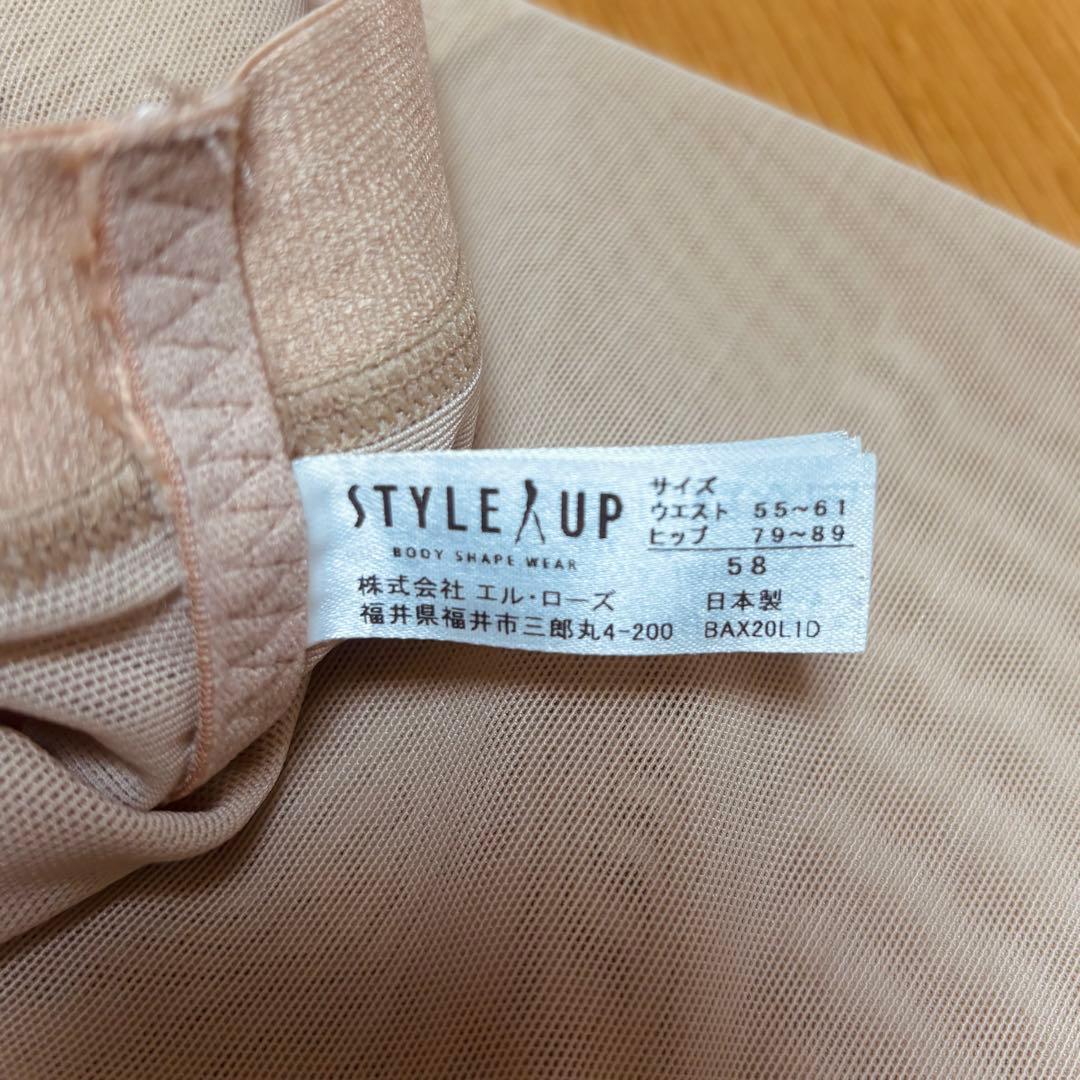 STYLE UP
BODY SHAPE WEAR
サイズ
ウエスト 55~61
ヒップ 79~89
58
株式会社 エル・ローズ 日本製
福井県福井市三郎丸4-200 BAX20L1D